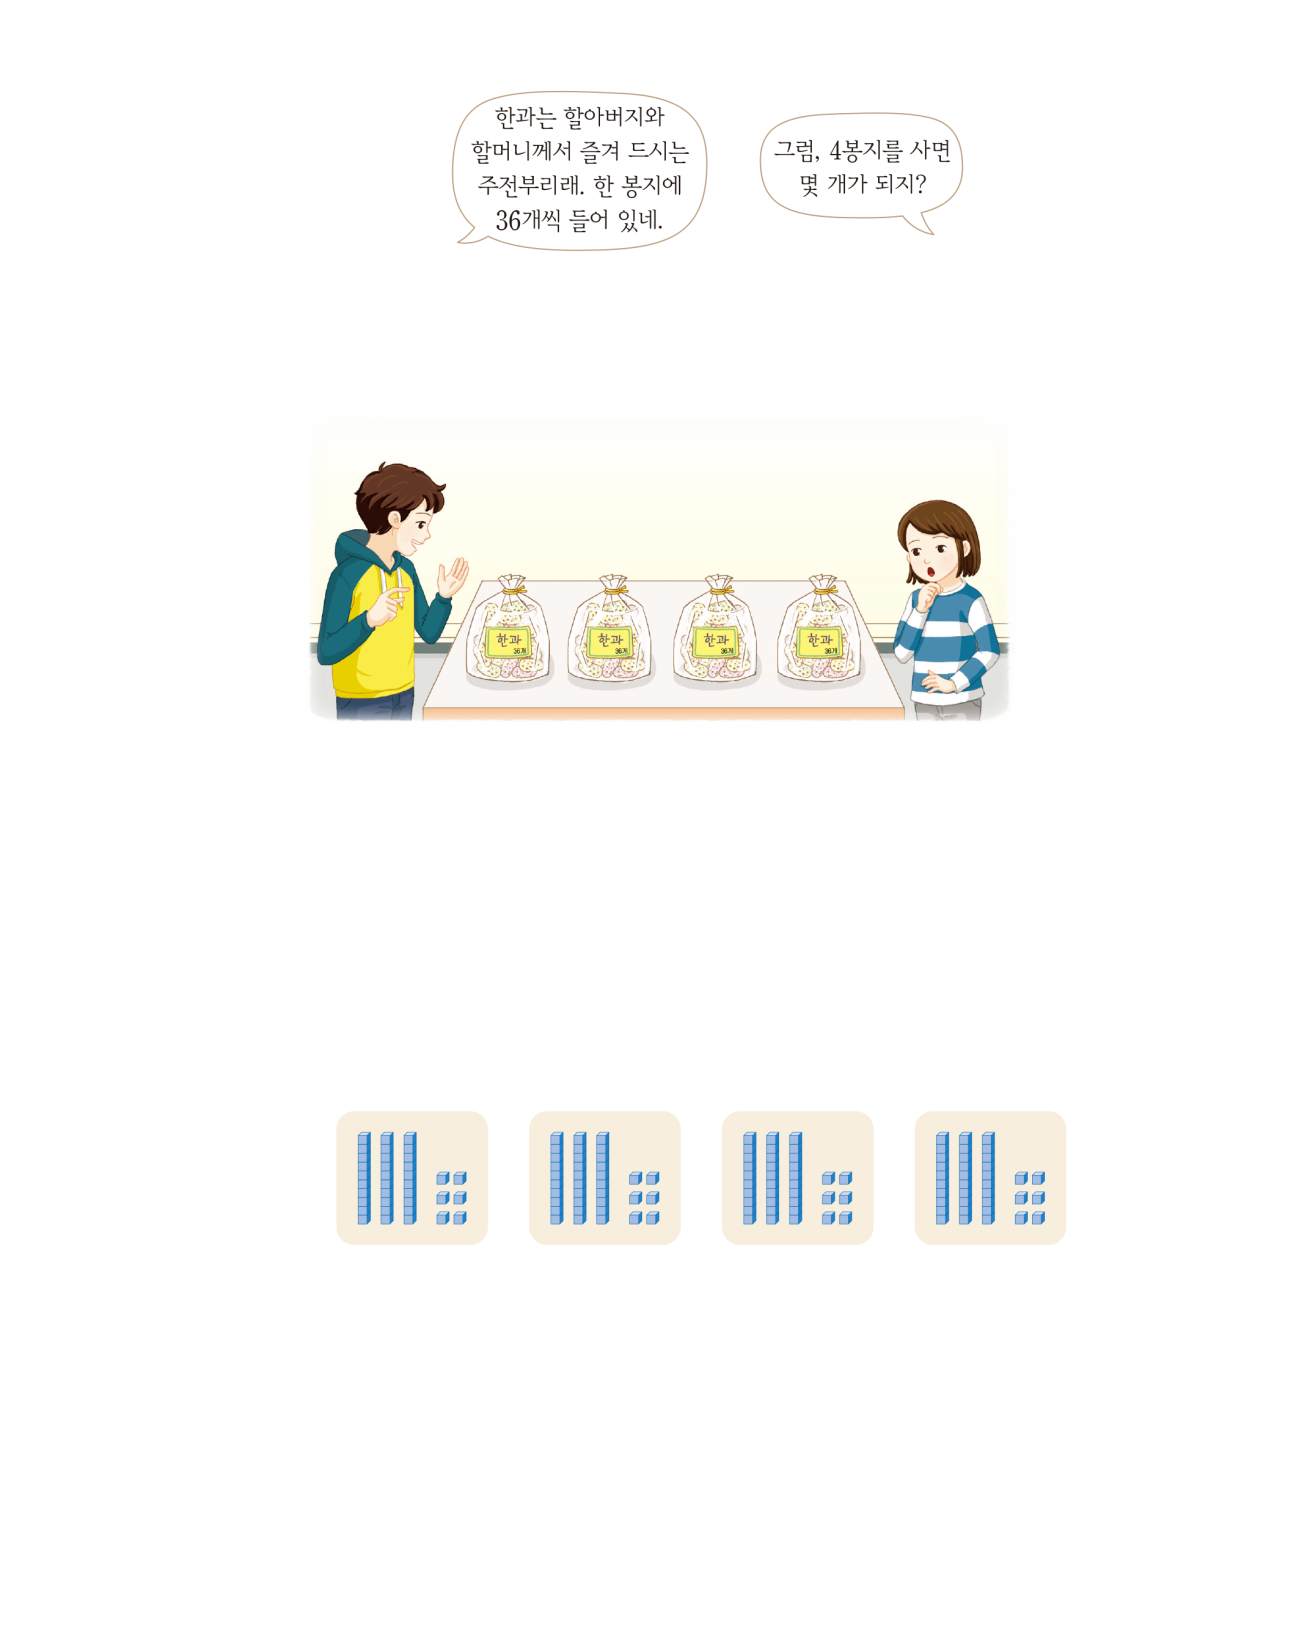 한과는 할아버지와
할머니께서 즐겨 드시는
주전부리래. 한 봉지에
36개씩 들어 있네.
그럼, 4봉지를 사면
몇 개가 되지?
한과
36개
한과
36개
한과
36개
한과
36개